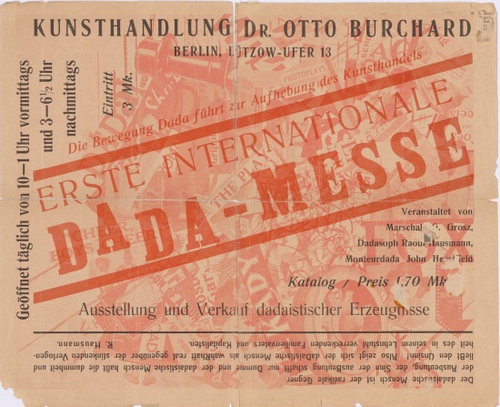 KUNSTHANDLUNG DR. OTTO BURCHARD
BERLIN, LÜTZOW-UFER 13
Geöffnet täglich von 10—1 Uhr vormittags
und 3—6½ Uhr
nachmittags
Eintritt
3 Mk.
Die Bewegung Dada führt zur Aufhebung des Kunsthandels
ERSTE INTERNATIONALE
DADA-MESSE
Veranstaltet von
Marschall G. Grosz,
Dadasoph Raoul Hausmann,
Monteurdada John Heartfield
Katalog / Preis 1,70 Mk
Ausstellung und Verkauf dadaistischer Erzeugnisse
Der dadaistische Mensch ist der radikale Gegner
der Ausbeutung, der Sinn der Ausbeutung schafft nur Dumme und der dadaistische Mensch haßt die Dummheit und
liebt den Unsinn! Also zeigt sich der dadaistische Mensch als wahrhaft real gegenüber der stinkenden Verlogen-
heit des in seinem Lehnstuhl verreckenden Familienvaters und Kapitalisten.
R. Hausmann.